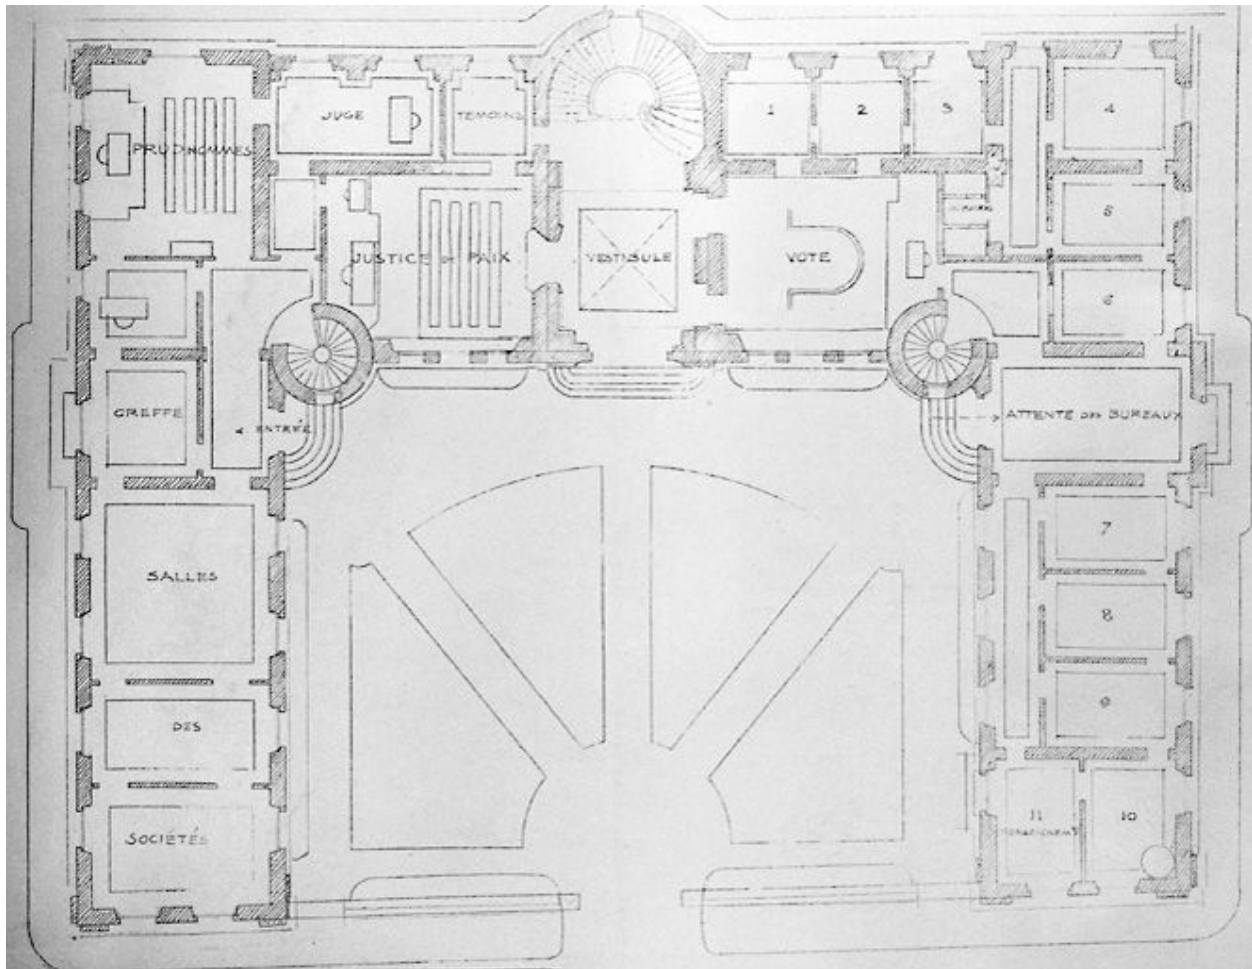 JUGE
TÉMOINS
1
2
3
4
PRUD'HOMMES
5
JUSTICE DE PAIX
VESTIBULE
VOTE
6
GREFFE
ENTRÉE
ATTENTE DES BUREAUX
7
SALLES
8
9
DES
SOCIÉTÉS
11
10